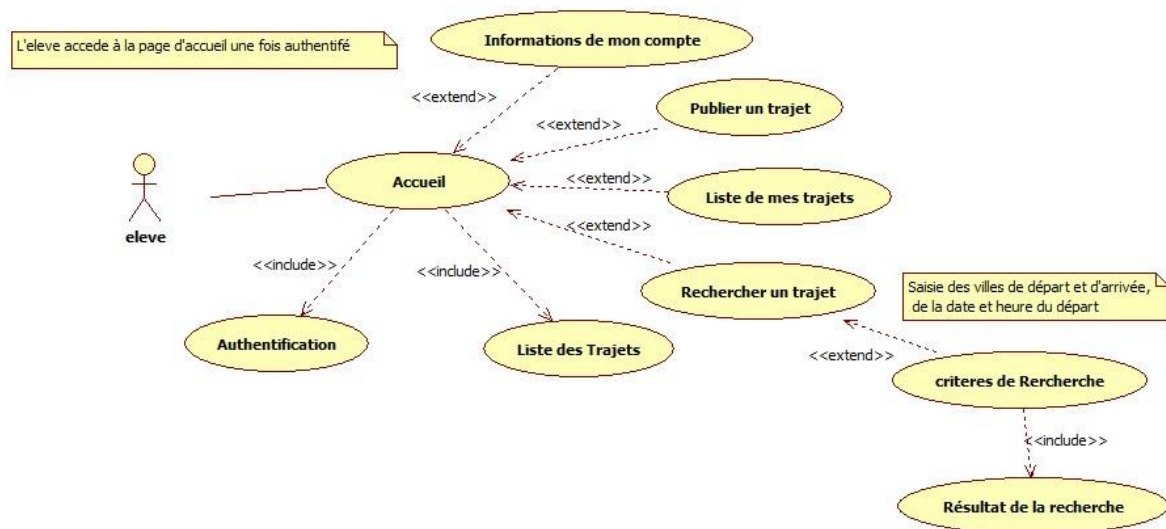 L'eleve accede à la page d'accueil une fois authentifé
Informations de mon compte
<<extend>>
Publier un trajet
<<extend>>
Accueil
<<extend>>
Liste de mes trajets
<<extend>>
eleve
<<include>>
<<include>>
Rechercher un trajet
Saisie des villes de départ et d'arrivée,
de la date et heure du départ
Authentification
Liste des Trajets
<<extend>>
criteres de Rercherche
<<include>>
Résultat de la recherche